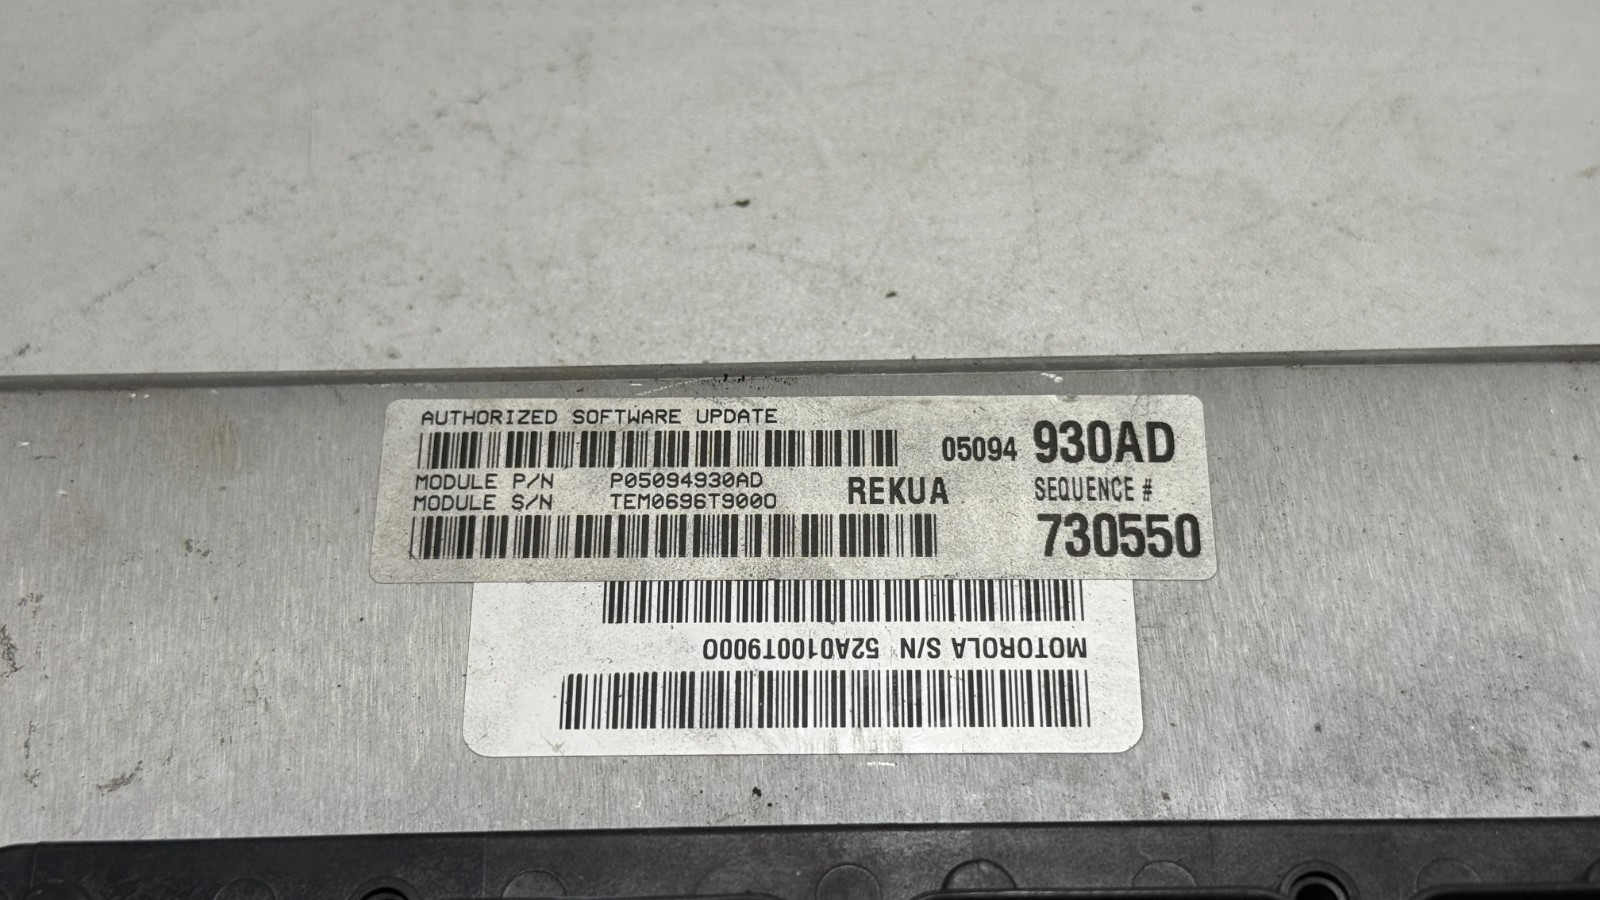 AUTHORIZED SOFTWARE UPDATE
05094 930AD
MODULE P/N P05094930AD
MODULE S/N TEM0696T9000
REKUA
SEQUENCE #
730550
MOTOROLA S/N 52A0100T9000